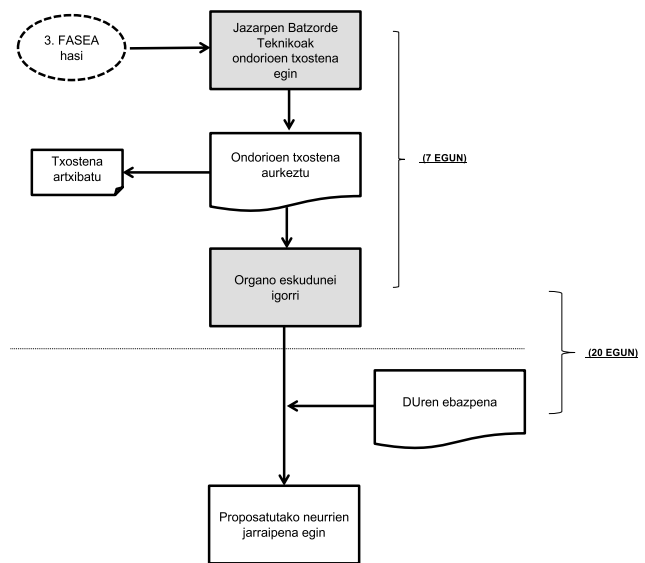 3. FASEA
hasi
Jazarpen Batzorde
Teknikoak
ondorioen txostena
egin
Txostena
artxibatu
Ondorioen txostena
aurkeztu
(7 EGUN)
Organo eskudunei
igorri
(20 EGUN)
DUren ebazpena
Proposatutako neurrien
jarraipena egin